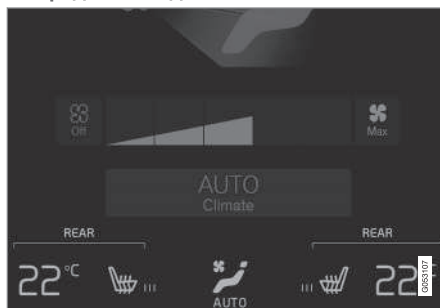 Off
Max
AUTO
Climate
REAR REAR
22°C 22
AUTO
G063107